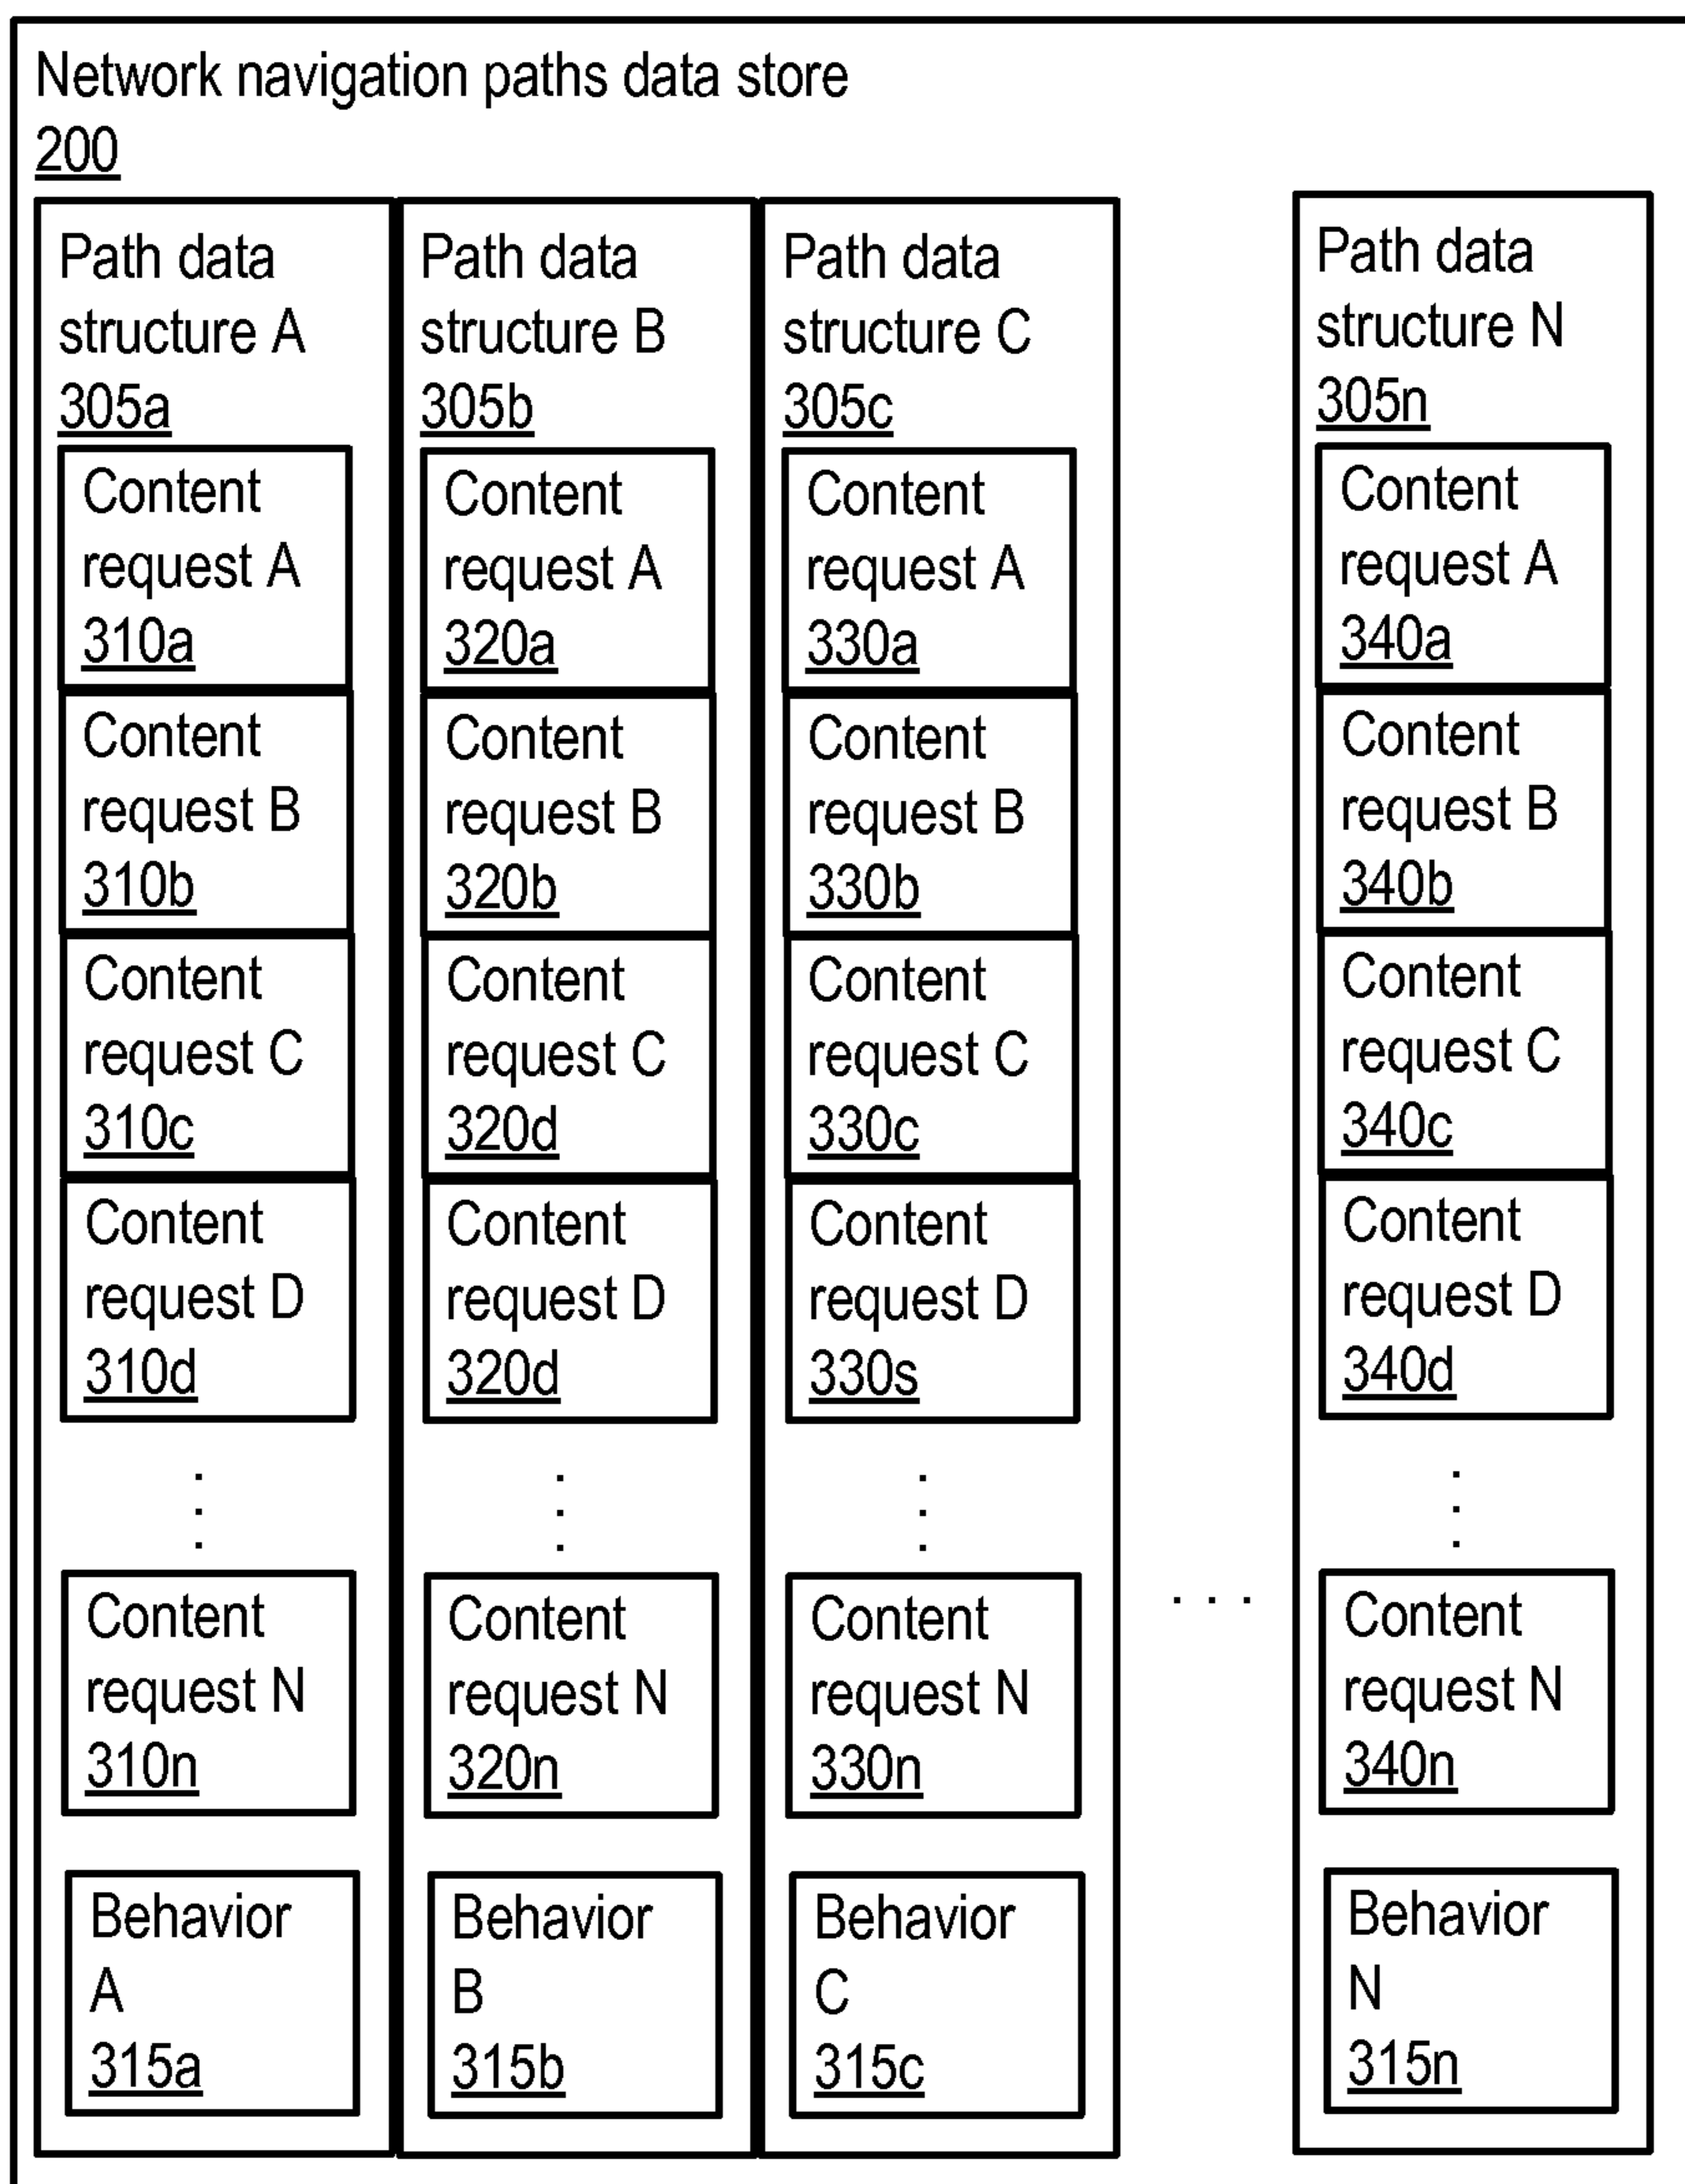 Network navigation paths data store
200
Path data
structure A
305a
Content
request A
310a
Content
request B
310b
Content
request C
310c
Content
request D
310d
Content
request N
310n
Behavior
A
315a
Path data
structure B
305b
Content
request A
320a
Content
request B
320b
Content
request C
320d
Content
request D
320d
Content
request N
320n
Behavior
B
315b
Path data
structure C
305c
Content
request A
330a
Content
request B
330b
Content
request C
330c
Content
request D
330s
Content
request N
330n
Behavior
C
315c
. . .
Path data
structure N
305n
Content
request A
340a
Content
request B
340b
Content
request C
340c
Content
request D
340d
Content
request N
340n
Behavior
N
315n